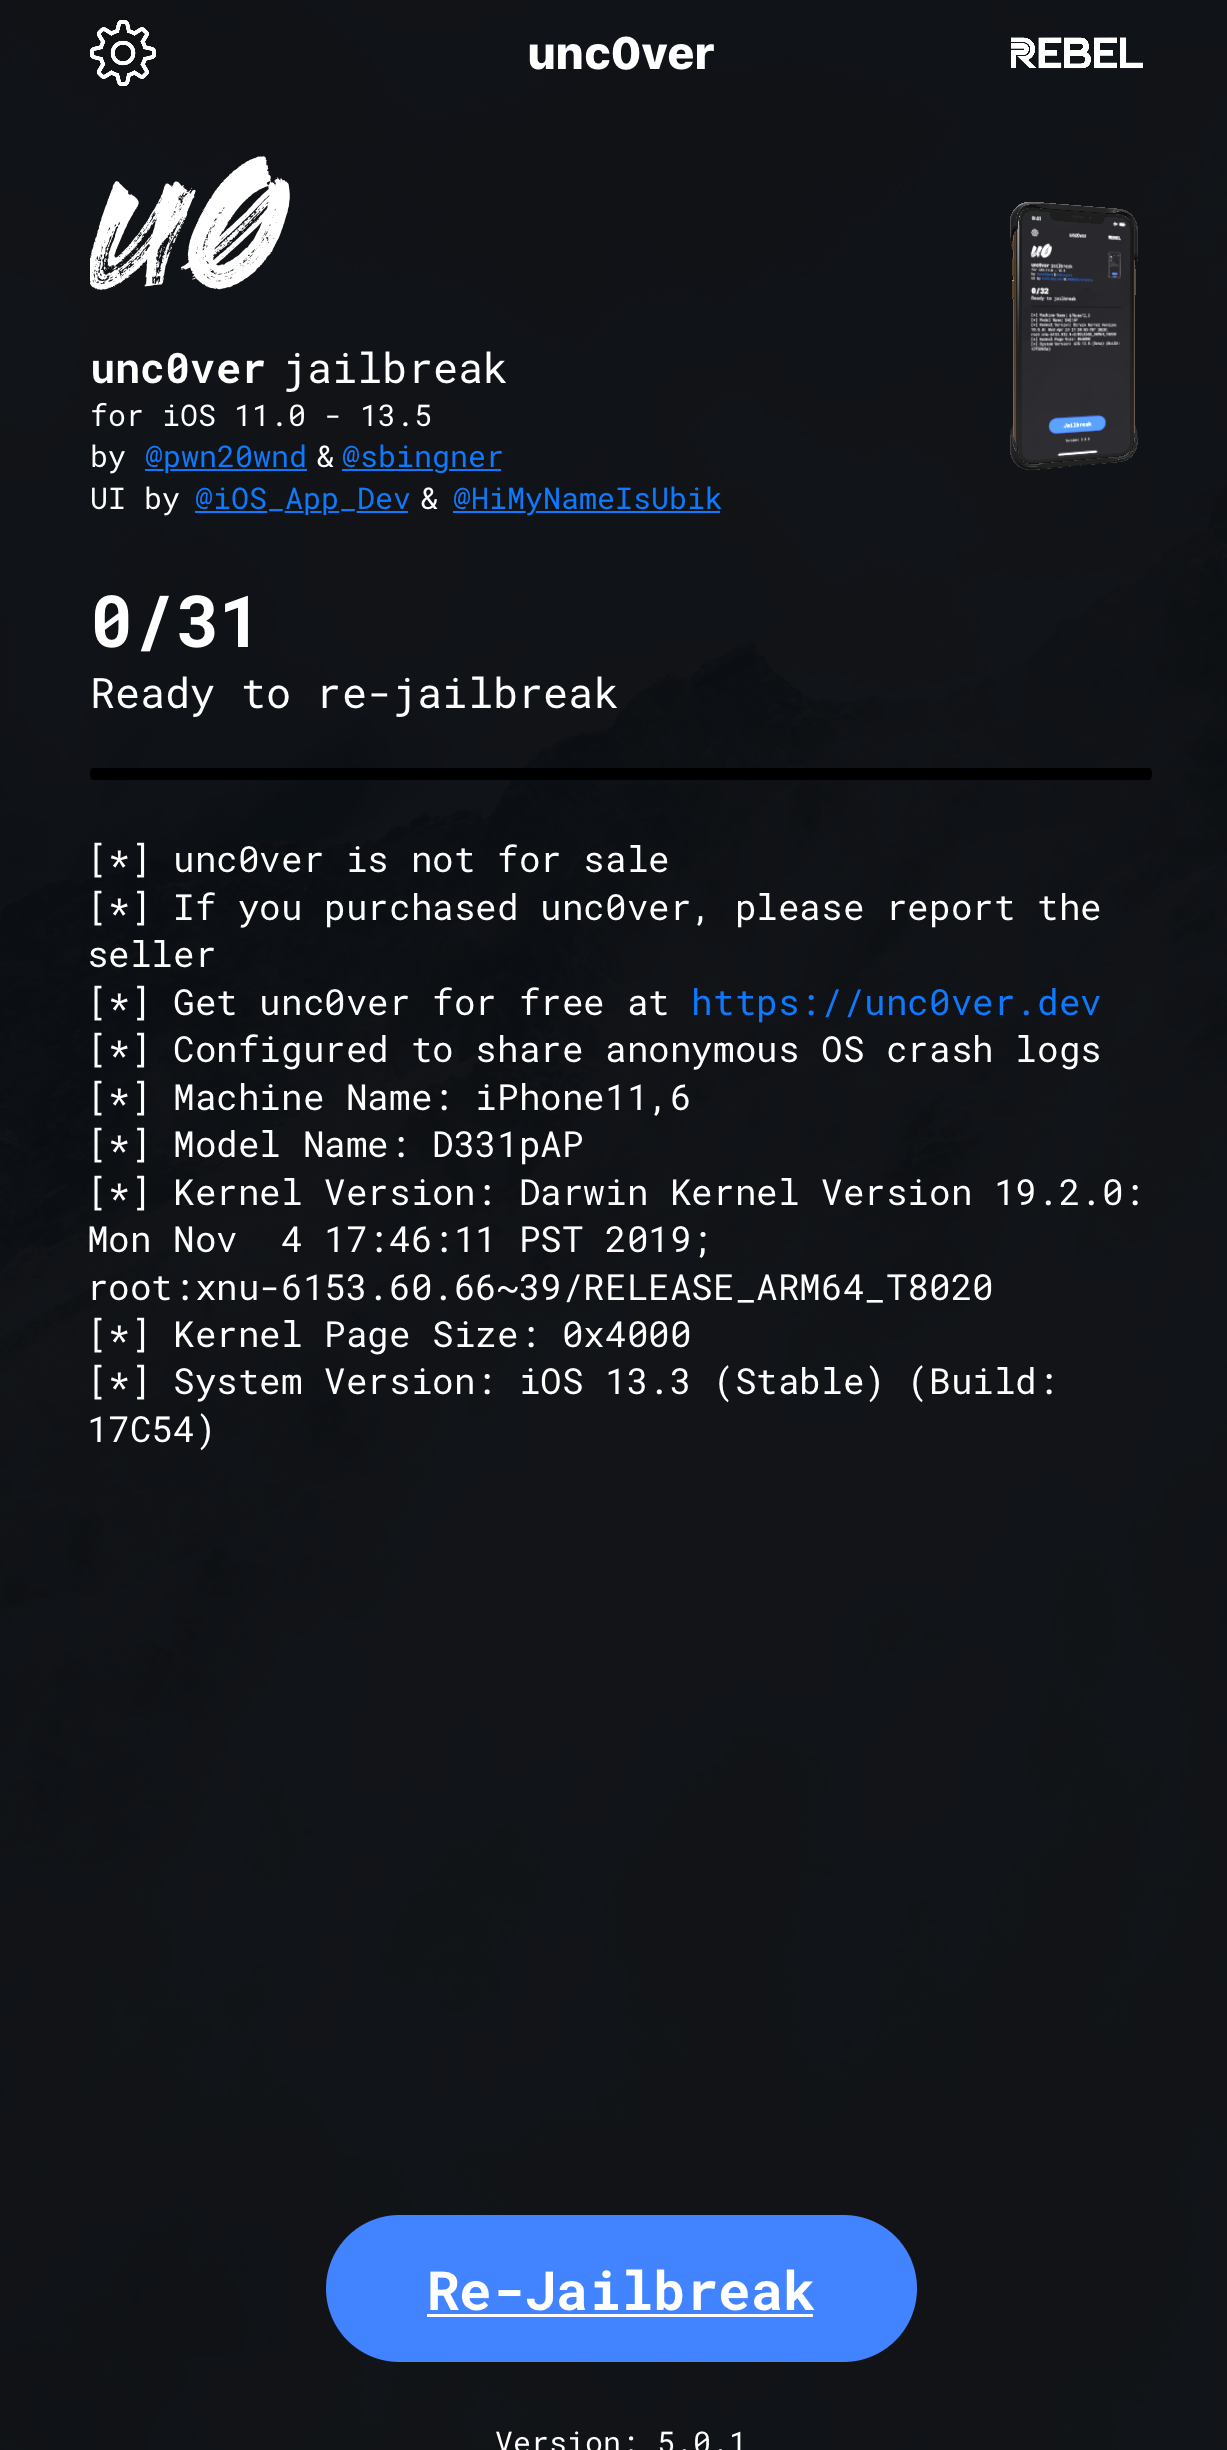 unc0ver
REBEL
u0
unc0ver jailbreak
for iOS 11.0 - 13.5
by @pwn20wnd & @sbingner
UI by @iOS_App_Dev & @HiMyNameIsUbik
0/31
Ready to re-jailbreak
[*] unc0ver is not for sale
[*] If you purchased unc0ver, please report the
seller
[*] Get unc0ver for free at https://unc0ver.dev
[*] Configured to share anonymous OS crash logs
[*] Machine Name: iPhone11,6
[*] Model Name: D331pAP
[*] Kernel Version: Darwin Kernel Version 19.2.0:
Mon Nov  4 17:46:11 PST 2019;
root:xnu-6153.60.66~39/RELEASE_ARM64_T8020
[*] Kernel Page Size: 0x4000
[*] System Version: iOS 13.3 (Stable) (Build:
17C54)
Re-Jailbreak
Version: 5.0.1